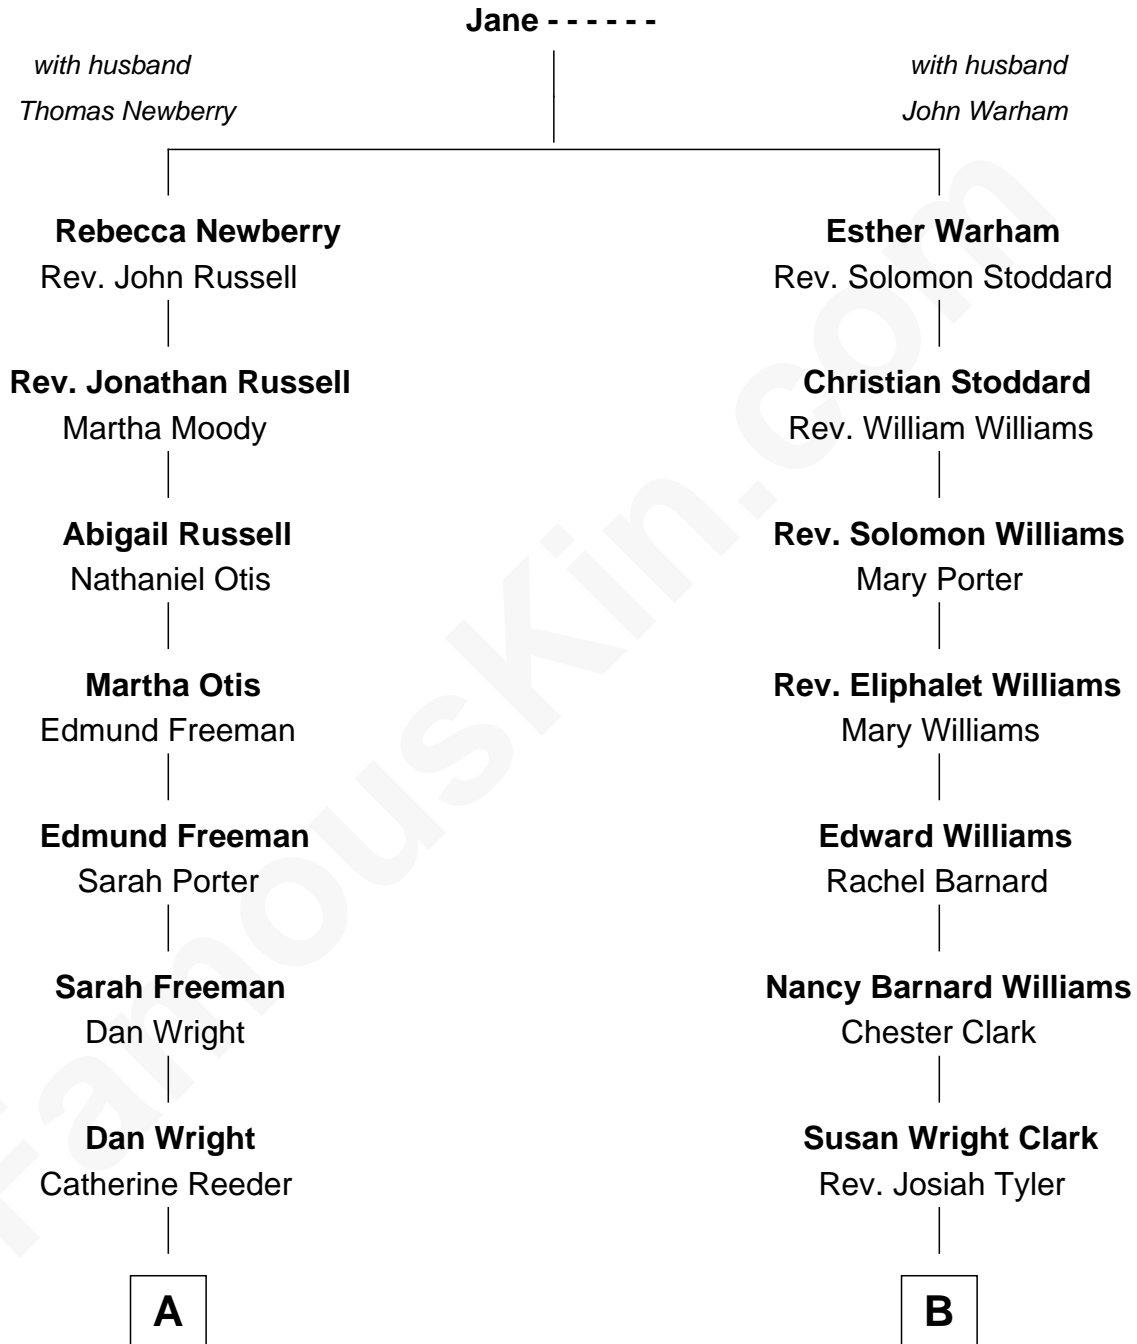 Jane - - - - - -
with husband
Thomas Newberry
with husband
John Warham
Rebecca Newberry
Rev. John Russell
Esther Warham
Rev. Solomon Stoddard
Rev. Jonathan Russell
Martha Moody
Christian Stoddard
Rev. William Williams
Abigail Russell
Nathaniel Otis
Rev. Solomon Williams
Mary Porter
Martha Otis
Edmund Freeman
Rev. Eliphalet Williams
Mary Williams
Edmund Freeman
Sarah Porter
Edward Williams
Rachel Barnard
Sarah Freeman
Dan Wright
Nancy Barnard Williams
Chester Clark
Dan Wright
Catherine Reeder
Susan Wright Clark
Rev. Josiah Tyler
A
B
FamousKin.com